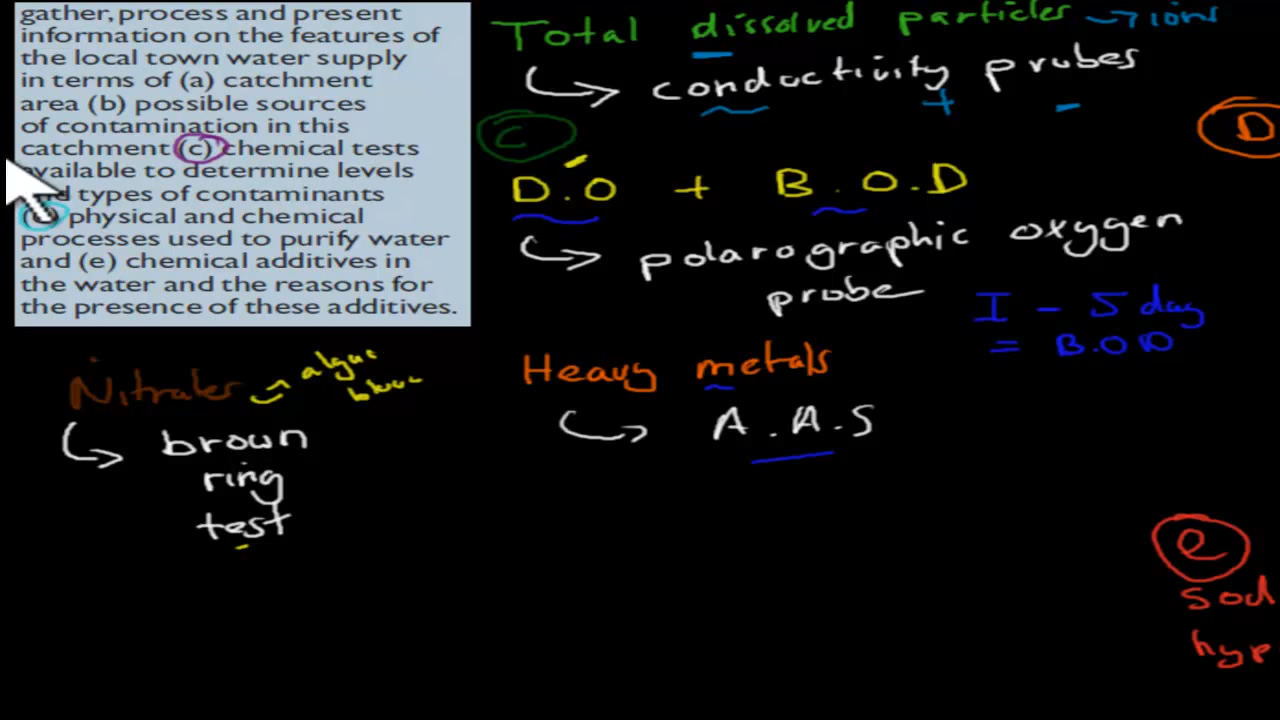 gather, process and present
information on the features of
the local town water supply
in terms of (a) catchment
area (b) possible sources
of contamination in this
catchment (c) chemical tests
available to determine levels
and types of contaminants
physical and chemical
processes used to purify water
and (e) chemical additives in
the water and the reasons for
the presence of these additives.
Total dissolved particles → ions
conductivity probes
+ -
C
D
D.O + B.O.D
polarographic oxygen
probe
I - 5 day
= B.O D
Heavy metals
A.A.S
Nitrates
algae
brown
ring
test
e
sod
hyp